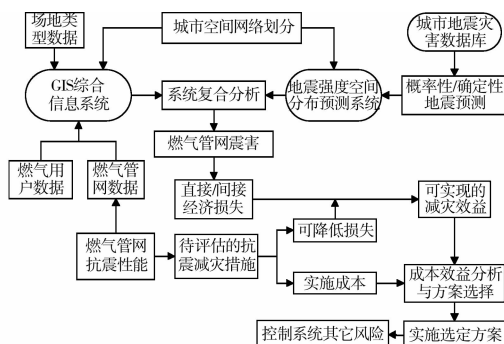 场地类
型数据
城市空间网络划分
城市地震灾
害数据库
GIS综合
信息系统
系统复合分析
地震强度空间
分布预测系统
概率性/确定性
地震预测
燃气管网震害
燃气用
户数据
燃气管
网数据
直接/间接
经济损失
可实现的
减灾效益
可降低损失
燃气管网
抗震性能
待评估的抗
震减灾措施
实施成本
成本效益分析
与方案选择
控制系统其它风险
实施选定方案